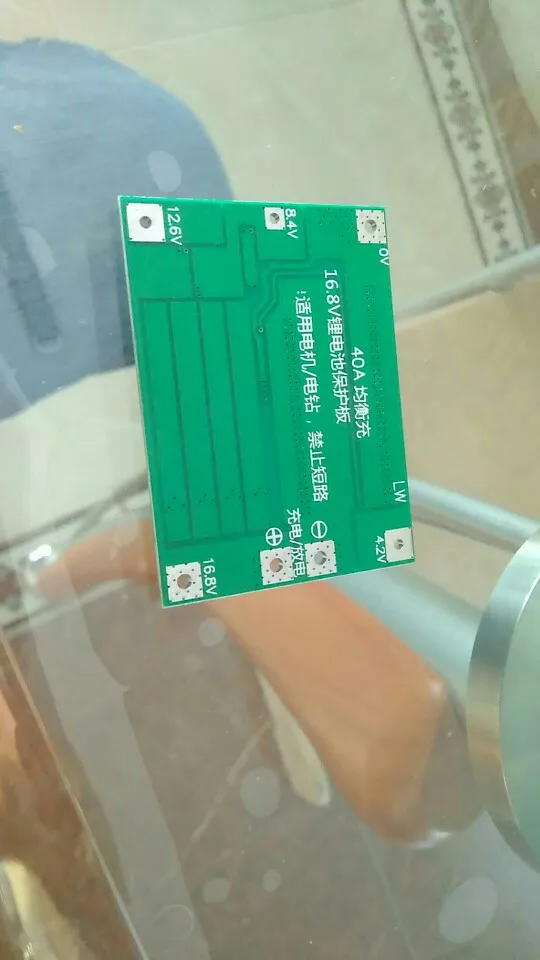 0V
8.4V
12.6V
40A 均衡充
16.8V锂电池保护板
:适用电机/电钻，禁止短路
LW
4.2V
充电/放电
⊖
⊕
16.8V